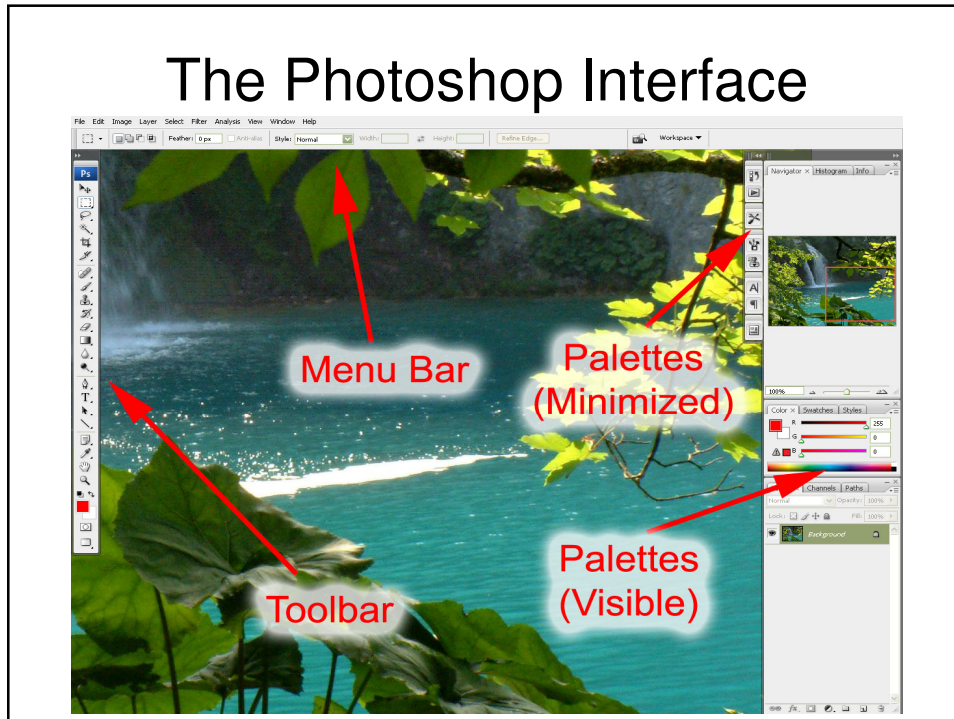 The Photoshop Interface
File Edit Image Layer Select Filter Analysis View Window Help
Feather: 0 px Anti-alias Style: Normal Width: Height: Refine Edge... Workspace
Ps
Navigator × Histogram Info
Menu Bar
Palettes
(Minimized)
100%
Color × Swatches Styles
R 255
G 0
B 0
Channels Paths
Normal Opacity: 100%
Lock: Fill: 100%
Background
Palettes
(Visible)
Toolbar